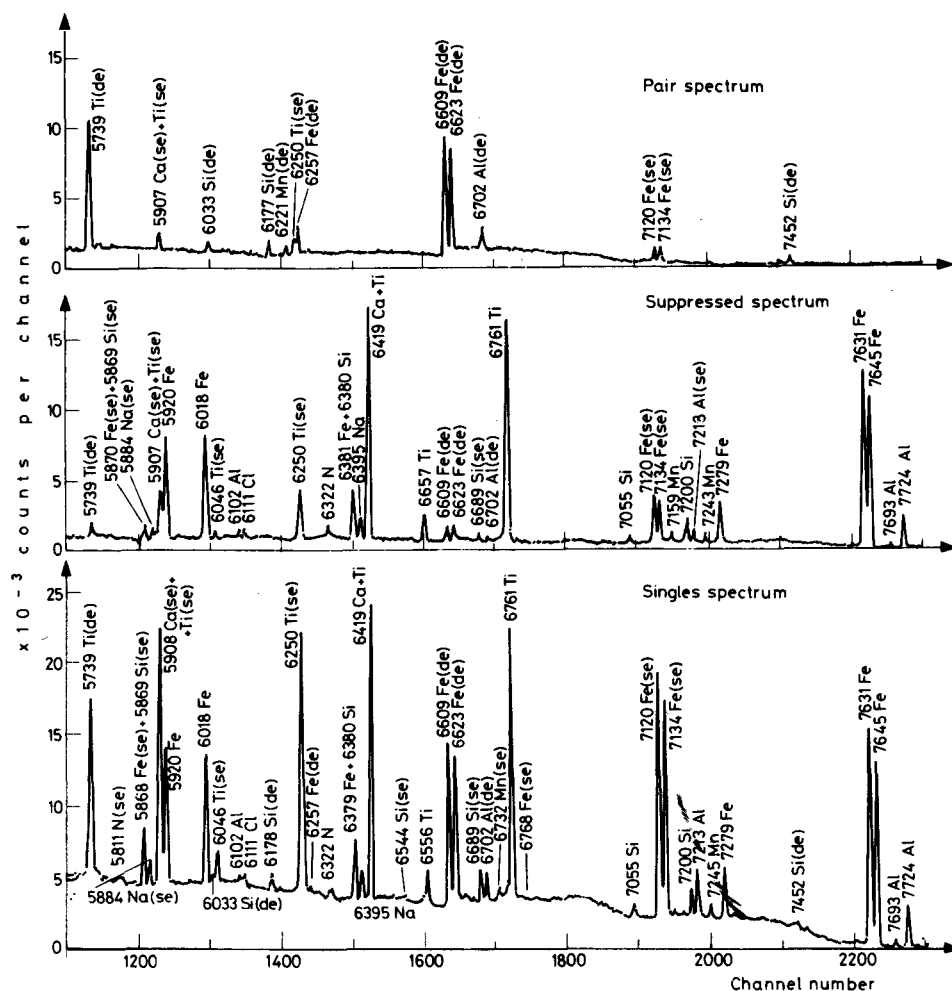 Pair spectrum
15
10
5
0
5739 Ti(de)
5907 Ca(se)+Ti(se)
6033 Si(de)
6177 Si(de)
6221 Mn(de)
6250 Ti(se)
6257 Fe(de)
6609 Fe(de)
6623 Fe(de)
6702 Al(de)
7120 Fe(se)
7134 Fe(se)
7452 Si(de)
Suppressed spectrum
15
10
5
0
5739 Ti(de)
5870 Fe(se)+5869 Si(se)
5884 Na(se)
5907 Ca(se)+Ti(se)
5920 Fe
6018 Fe
6046 Ti(se)
6102 Al
6111 Cl
6250 Ti(se)
6322 N
6381 Fe+6380 Si
6395 Na
6419 Ca+Ti
6657 Ti
6609 Fe(de)
6623 Fe(de)
6689 Si(se)
6702 Al(de)
6761 Ti
7055 Si
7120 Fe(se)
7134 Fe(se)
7159 Mn
7200 Si
7213 Al(se)
7243 Mn
7279 Fe
7631 Fe
7645 Fe
7693 Al
7724 Al
Singles spectrum
25
20
15
10
5
0
5739 Ti(de)
5811 N(se)
5868 Fe(se)+5869 Si(se)
5884 Na(se)
5908 Ca(se)+
+Ti(se)
5920 Fe
6018 Fe
6046 Ti(se)
6033 Si(de)
6102 Al
6111 Cl
6178 Si(de)
6250 Ti(se)
6257 Fe(de)
6322 N
6379 Fe+6380 Si
6395 Na
6419 Ca+Ti
6544 Si(se)
6556 Ti
6609 Fe(de)
6623 Fe(de)
6689 Si(se)
6702 Al(de)
6732 Mn(se)
6761 Ti
6768 Fe(se)
7055 Si
7120 Fe(se)
7134 Fe(se)
7200 Si
7213 Al
7245 Mn
7279 Fe
7452 Si(de)
7631 Fe
7645 Fe
7693 Al
7724 Al
1200 1400 1600 1800 2000 2200
Channel number
x10⁻³ counts per channel